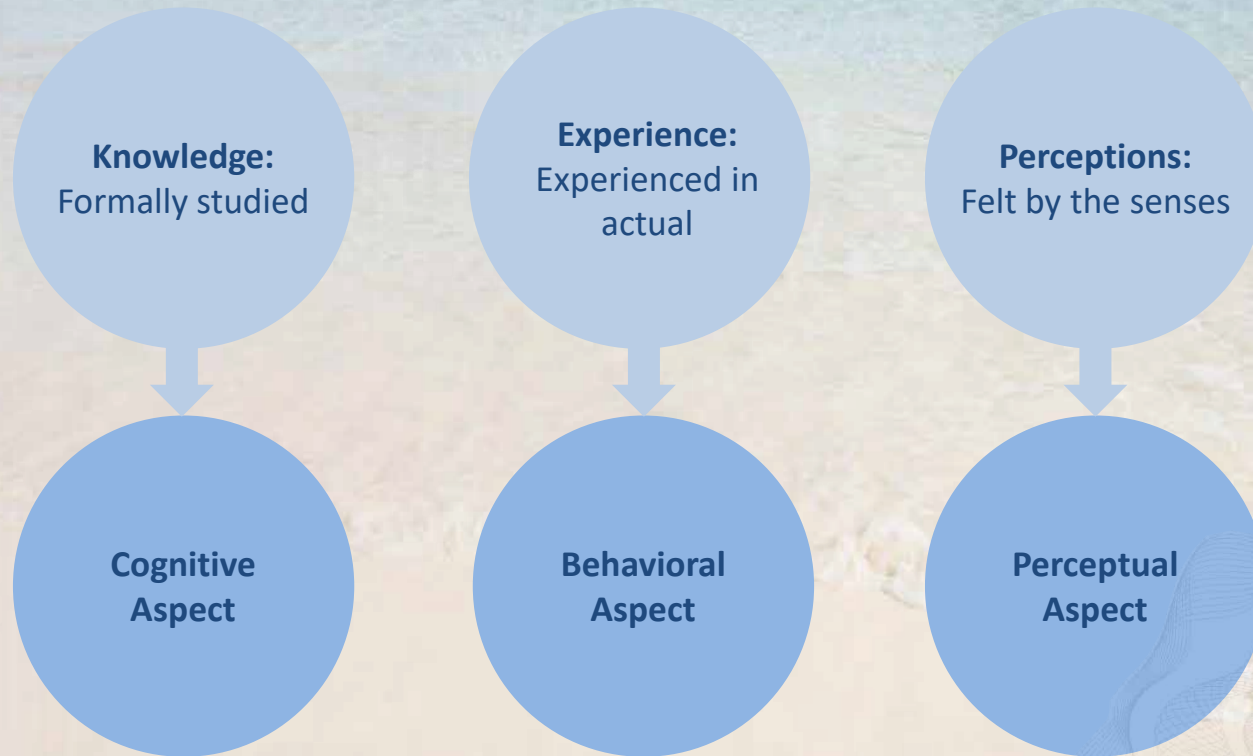 Knowledge:
Formally studied
Experience:
Experienced in
actual
Perceptions:
Felt by the senses
Cognitive
Aspect
Behavioral
Aspect
Perceptual
Aspect